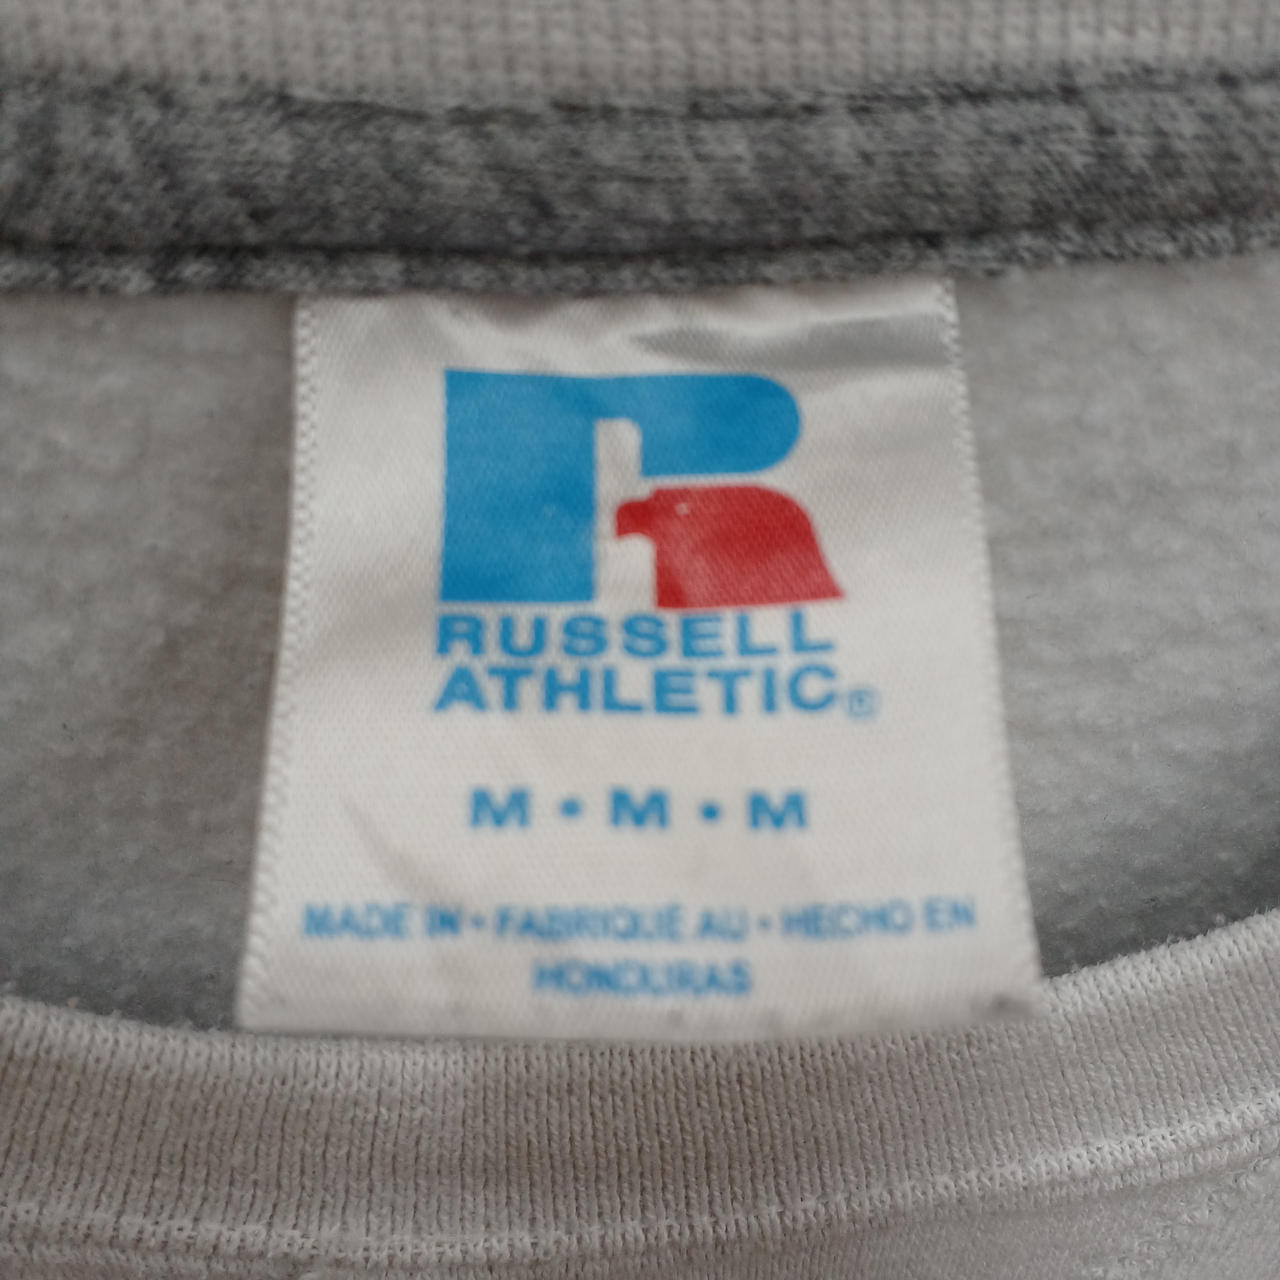 R
RUSSELL
ATHLETIC®
M • M • M
MADE IN • FABRIQUÉ AU • HECHO EN
HONDURAS